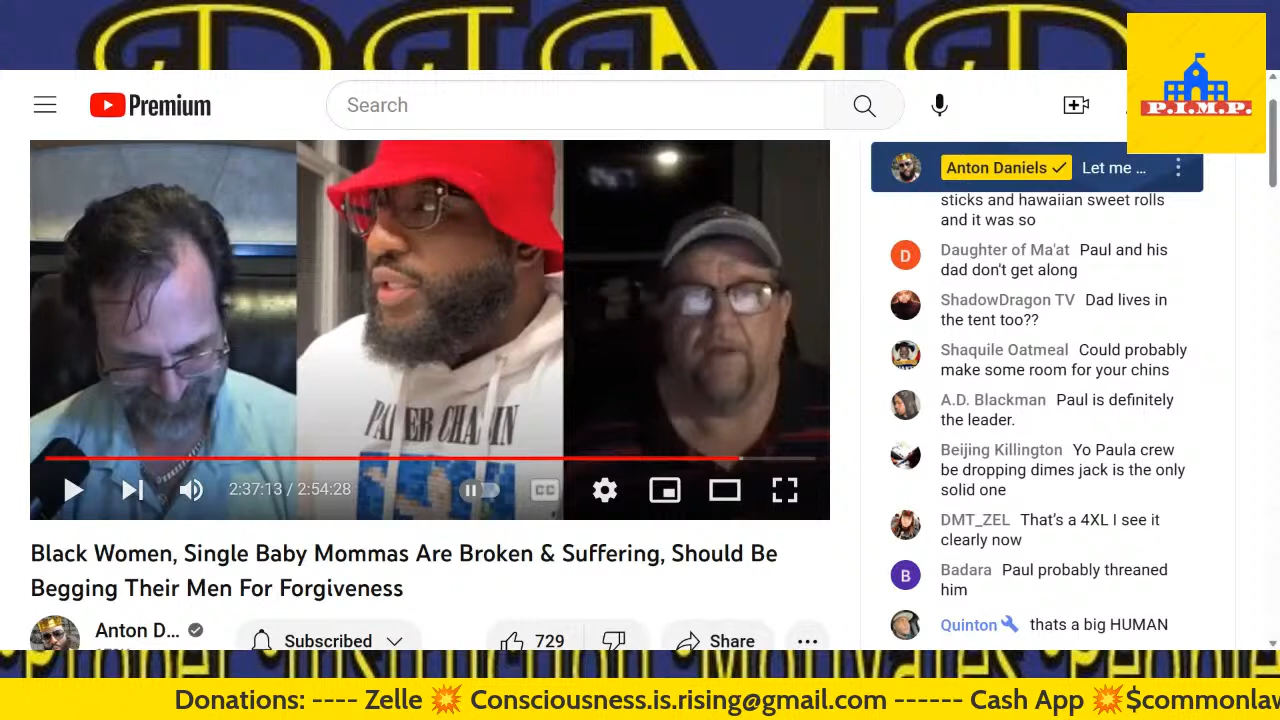 P.I.M.P.
Premium
Search
P.I.M.P.
Anton Daniels Let me ...
sticks and hawaiian sweet rolls
and it was so
Daughter of Ma'at Paul and his
dad don't get along
ShadowDragon TV Dad lives in
the tent too??
Shaquile Oatmeal Could probably
make some room for your chins
A.D. Blackman Paul is definitely
the leader.
Beijing Killington Yo Paula crew
be dropping dimes jack is the only
solid one
DMT_ZEL That’s a 4XL I see it
clearly now
Badara Paul probably threaned
him
Quinton thats a big HUMAN
2:37:13 / 2:54:28
CC
Black Women, Single Baby Mommas Are Broken & Suffering, Should Be
Begging Their Men For Forgiveness
Anton D...
Subscribed
729
Share
Proper Instruction Motivates People
Donations: ---- Zelle 💥 Consciousness.is.rising@gmail.com ------ Cash App 💥$commonlaw